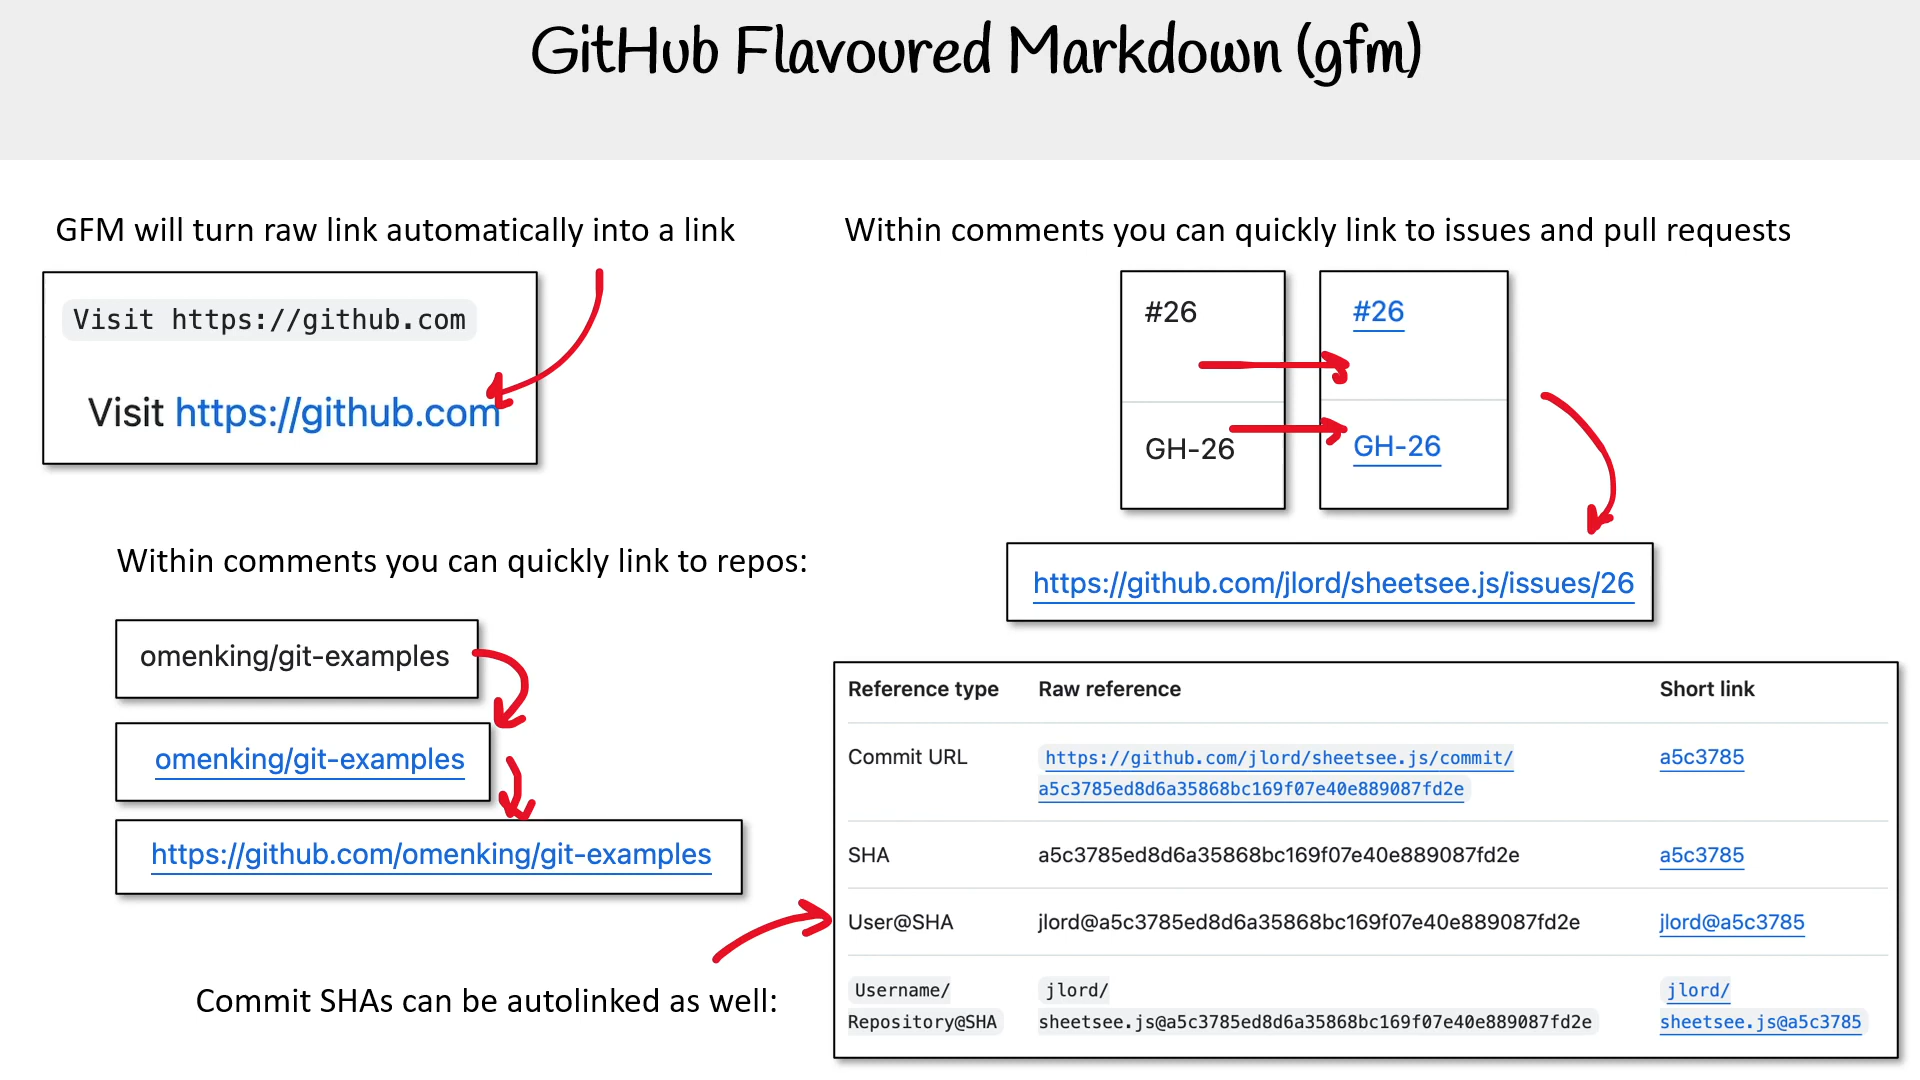 GitHub Flavoured Markdown (gfm)
GFM will turn raw link automatically into a link
Visit https://github.com
Visit https://github.com
Within comments you can quickly link to repos:
omenking/git-examples
omenking/git-examples
https://github.com/omenking/git-examples
Commit SHAs can be autolinked as well:
Within comments you can quickly link to issues and pull requests
#26
#26
GH-26
GH-26
https://github.com/jlord/sheetsee.js/issues/26
Reference type Raw reference Short link
Commit URL https://github.com/jlord/sheetsee.js/commit/ a5c3785
a5c3785ed8d6a35868bc169f07e40e889087fd2e
SHA a5c3785ed8d6a35868bc169f07e40e889087fd2e a5c3785
User@SHA jlord@a5c3785ed8d6a35868bc169f07e40e889087fd2e jlord@a5c3785
Username/ jlord/ jlord/
Repository@SHA sheetsee.js@a5c3785ed8d6a35868bc169f07e40e889087fd2e sheetsee.js@a5c3785